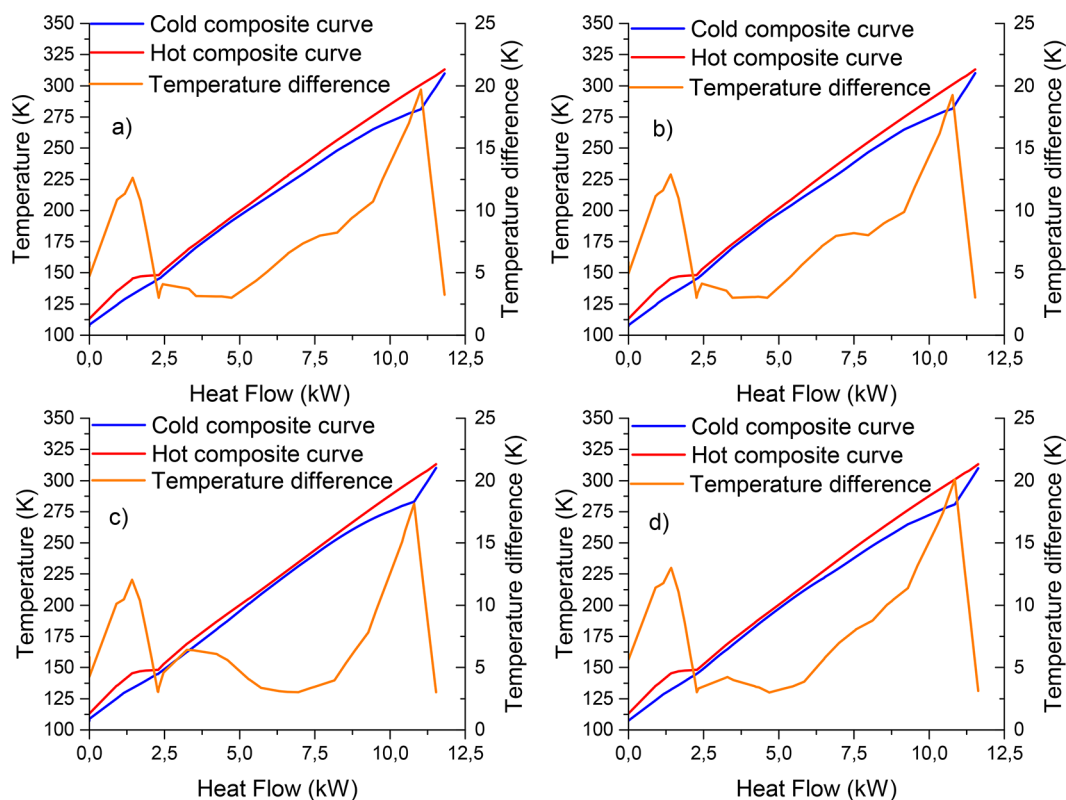 350
325
300
275
250
225
200
175
150
125
100
Temperature (K)
Cold composite curve
Hot composite curve
Temperature difference
a)
25
20
15
10
5
0
Temperature difference (K)
0,0 2,5 5,0 7,5 10,0 12,5
Heat Flow (kW)
350
325
300
275
250
225
200
175
150
125
100
Temperature (K)
Cold composite curve
Hot composite curve
Temperature difference
b)
25
20
15
10
5
0
Temperature difference (K)
0,0 2,5 5,0 7,5 10,0 12,5
Heat Flow (kW)
350
325
300
275
250
225
200
175
150
125
100
Temperature (K)
Cold composite curve
Hot composite curve
Temperature difference
c)
25
20
15
10
5
0
Temperature difference (K)
0,0 2,5 5,0 7,5 10,0 12,5
Heat Flow (kW)
350
325
300
275
250
225
200
175
150
125
100
Temperature (K)
Cold composite curve
Hot composite curve
Temperature difference
d)
25
20
15
10
5
0
Temperature difference (K)
0,0 2,5 5,0 7,5 10,0 12,5
Heat Flow (kW)